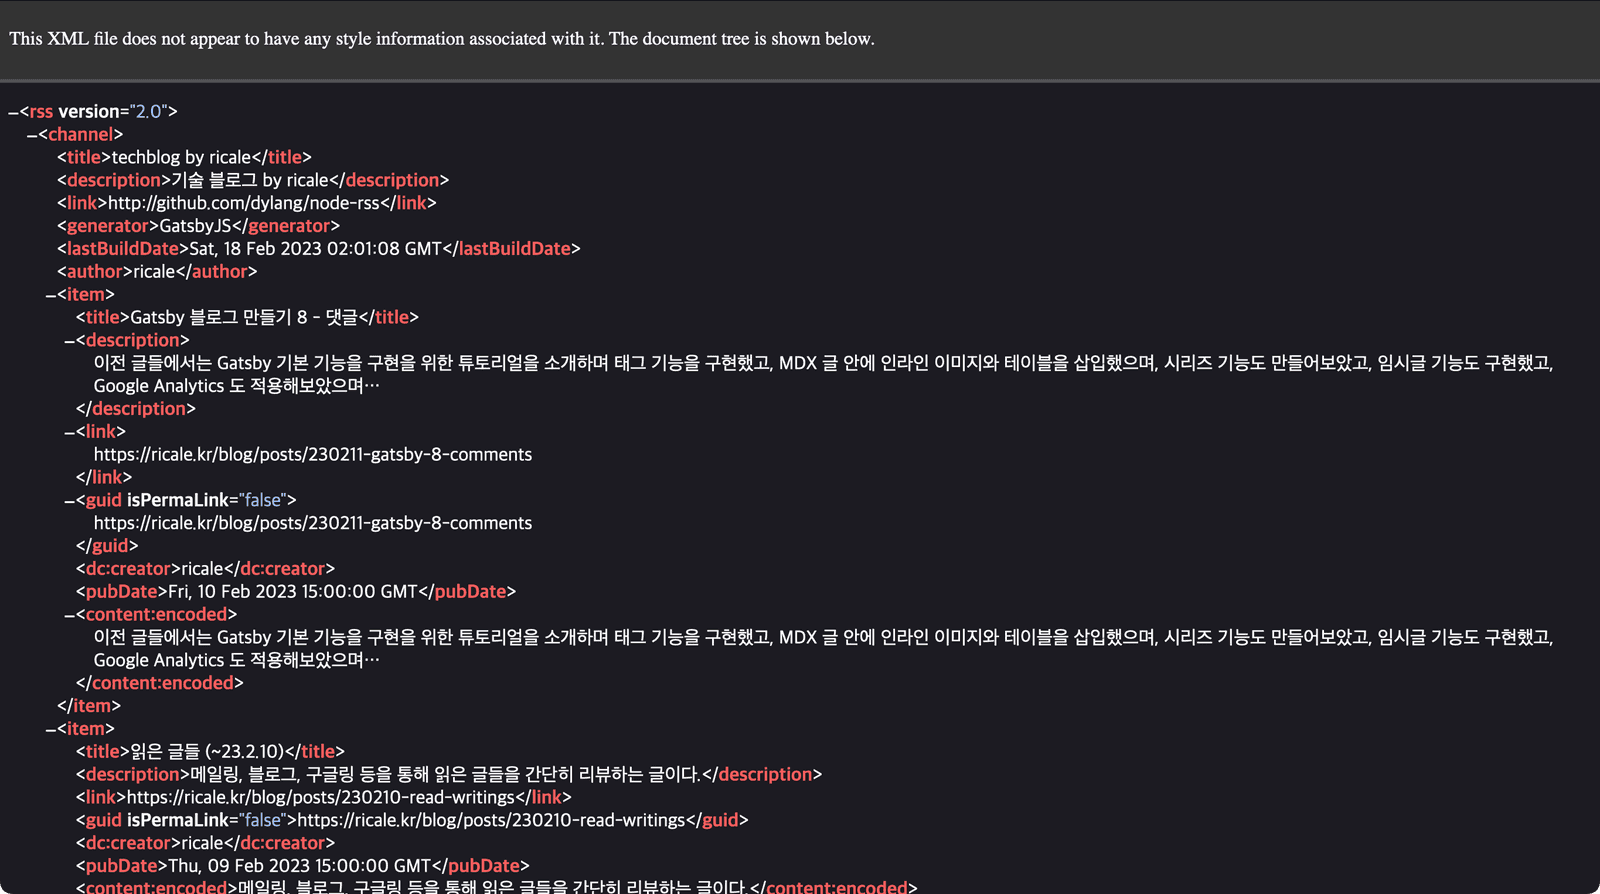 This XML file does not appear to have any style information associated with it. The document tree is shown below.
–<rss version="2.0">
–<channel>
<title>techblog by ricale</title>
<description>기술 블로그 by ricale</description>
<link>http://github.com/dylang/node-rss</link>
<generator>GatsbyJS</generator>
<lastBuildDate>Sat, 18 Feb 2023 02:01:08 GMT</lastBuildDate>
<author>ricale</author>
–<item>
<title>Gatsby 블로그 만들기 8 - 댓글</title>
–<description>
이전 글들에서는 Gatsby 기본 기능을 구현을 위한 튜토리얼을 소개하며 태그 기능을 구현했고, MDX 글 안에 인라인 이미지와 테이블을 삽입했으며, 시리즈 기능도 만들어보았고, 임시글 기능도 구현했고,
Google Analytics 도 적용해보았으며…
</description>
–<link>
https://ricale.kr/blog/posts/230211-gatsby-8-comments
</link>
–<guid isPermaLink="false">
https://ricale.kr/blog/posts/230211-gatsby-8-comments
</guid>
<dc:creator>ricale</dc:creator>
<pubDate>Fri, 10 Feb 2023 15:00:00 GMT</pubDate>
–<content:encoded>
이전 글들에서는 Gatsby 기본 기능을 구현을 위한 튜토리얼을 소개하며 태그 기능을 구현했고, MDX 글 안에 인라인 이미지와 테이블을 삽입했으며, 시리즈 기능도 만들어보았고, 임시글 기능도 구현했고,
Google Analytics 도 적용해보았으며…
</content:encoded>
</item>
–<item>
<title>읽은 글들 (~23.2.10)</title>
<description>메일링, 블로그, 구글링 등을 통해 읽은 글들을 간단히 리뷰하는 글이다.</description>
<link>https://ricale.kr/blog/posts/230210-read-writings</link>
<guid isPermaLink="false">https://ricale.kr/blog/posts/230210-read-writings</guid>
<dc:creator>ricale</dc:creator>
<pubDate>Thu, 09 Feb 2023 15:00:00 GMT</pubDate>
<content:encoded>메일링, 블로그, 구글링 등을 통해 읽은 글들을 간단히 리뷰하는 글이다.</content:encoded>